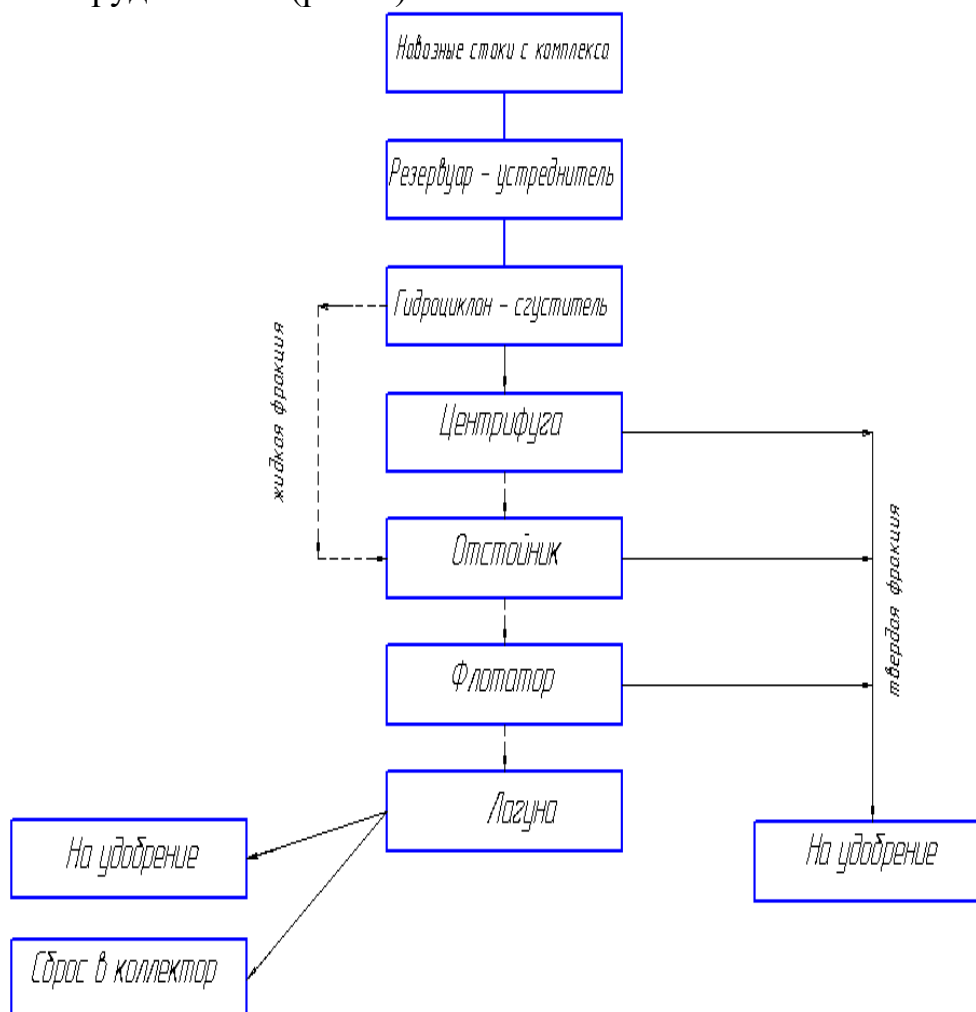 Навозные стоки с комплекса
Резервуар – устреднитель
Гидроциклон – сгуститель
жидкая фракция
Центрифуга
Отстойник
твердая фракция
Флотатор
Лагуна
На удобрение
На удобрение
Сброс в коллектор